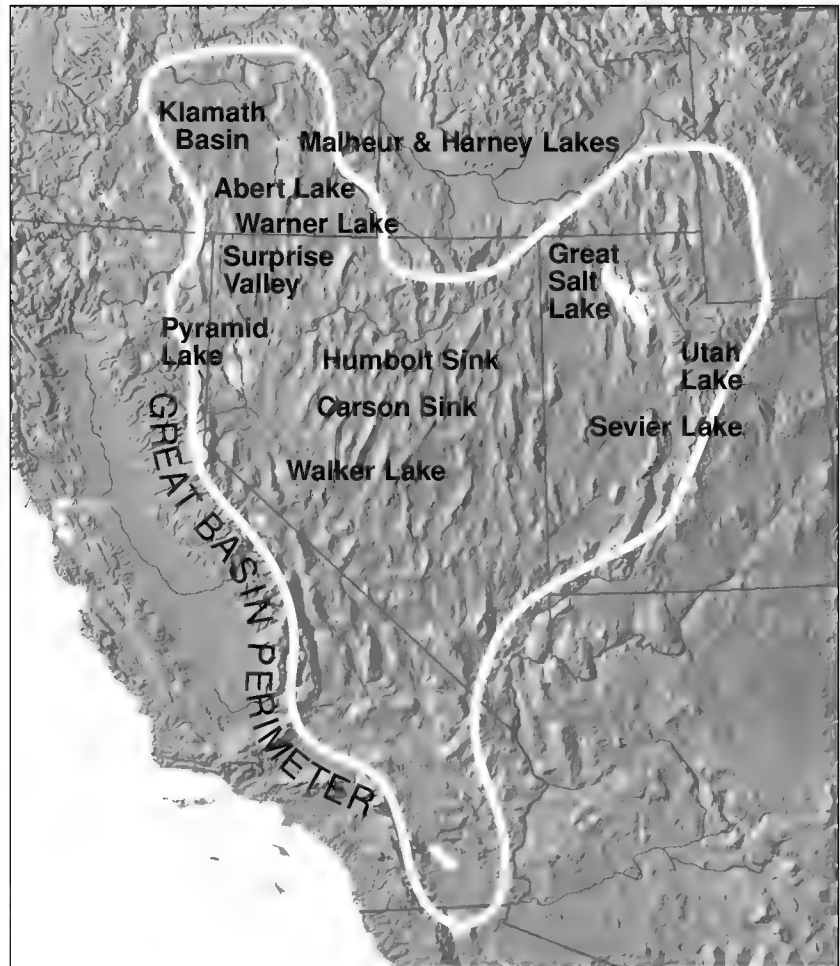 Klamath
Basin
Malheur & Harney Lakes
Abert Lake
Warner Lake
Surprise
Valley
Great
Salt
Lake
Pyramid
Lake
Humbolt Sink
Utah
Lake
Carson Sink
Sevier Lake
Walker Lake
GREAT BASIN PERIMETER